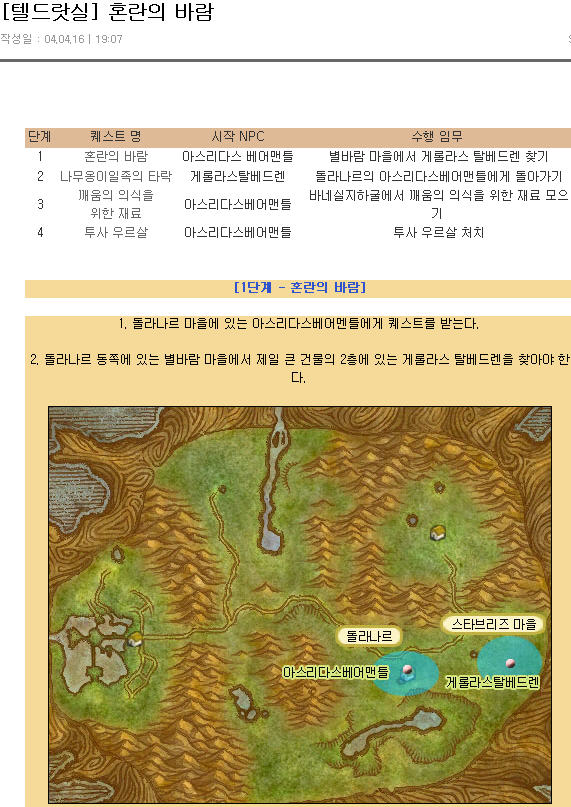 [텔드랏실] 혼란의 바람
작성일 : 04.04.16 | 19:07
단계 퀘스트 명 시작 NPC 수행 임무
1 혼란의 바람 아스리다스 베어맨틀 별바람 마을에서 게롤라스 탈베드렌 찾기
2 나무옹이일족의 타락 게롤라스탈베드렌 돌라나르의 아스리다스베어맨틀에게 돌아가기
3 깨움의 의식을 위한 재료 아스리다스베어맨틀 바네실지하굴에서 깨움의 의식을 위한 재료 모으기
4 투사 우르살 아스리다스베어맨틀 투사 우르살 처치
[1단계 - 혼란의 바람]
1. 돌라나르 마을에 있는 아스리다스베어멘틀에게 퀘스트를 받는다.
2. 돌라나르 동쪽에 있는 별바람 마을에서 제일 큰 건물의 2층에 있는 게롤라스 탈베드렌을 찾아야 한
다.
스타브리즈 마을
돌라나르
아스리다스베어맨틀
게롤라스탈베드렌